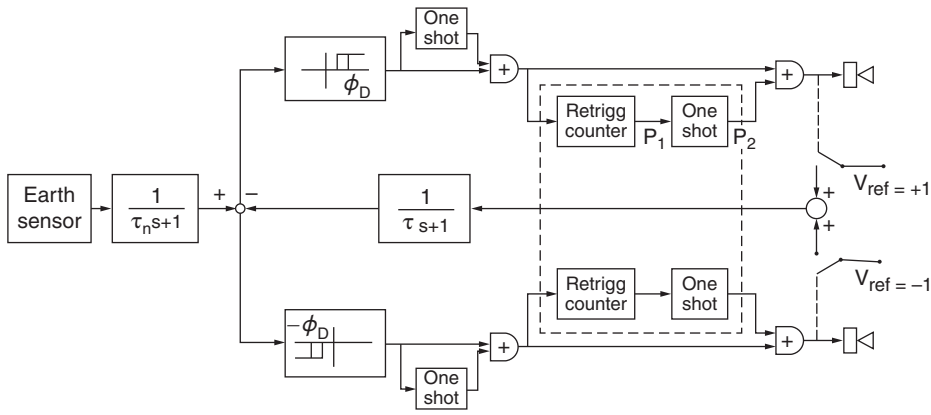 One
shot
ϕD
+
Retrigg
counter
P1
One
shot
P2
+
Vref = +1
Earth
sensor
1
τns+1
+
−
1
τ s+1
+
+
Vref = −1
−ϕD
Retrigg
counter
One
shot
+
+
One
shot